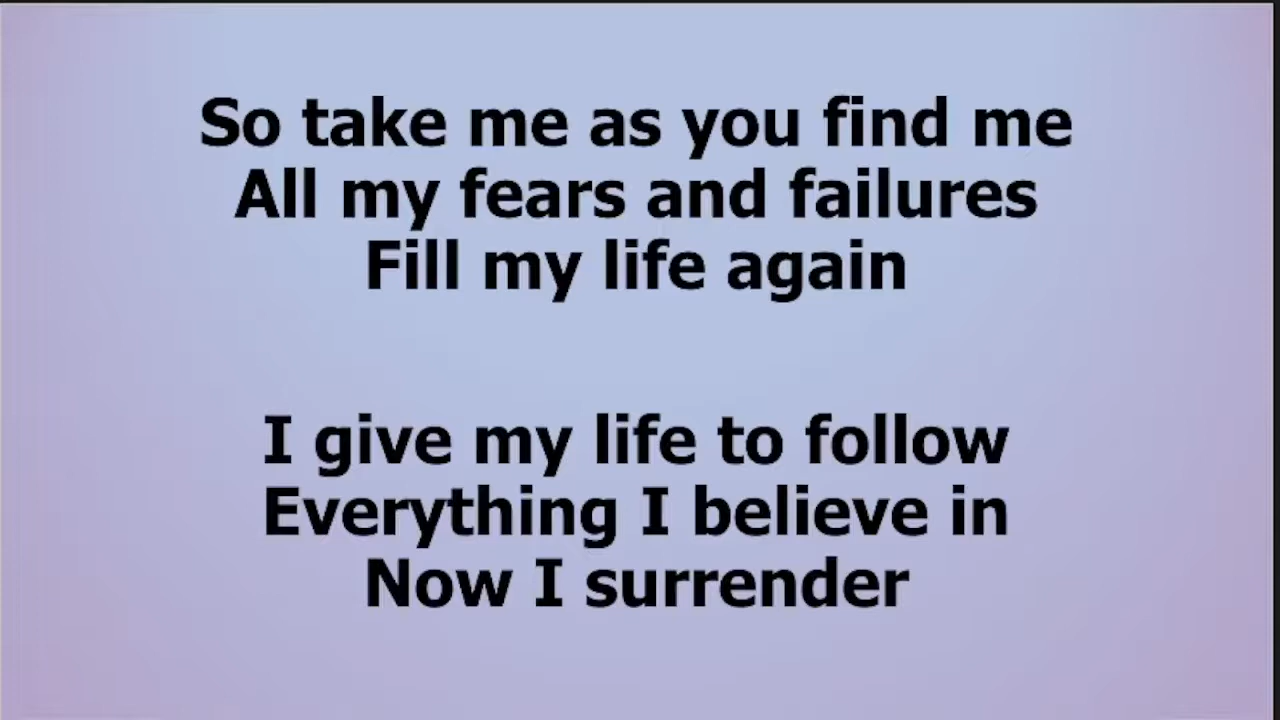 So take me as you find me
All my fears and failures
Fill my life again
I give my life to follow
Everything I believe in
Now I surrender